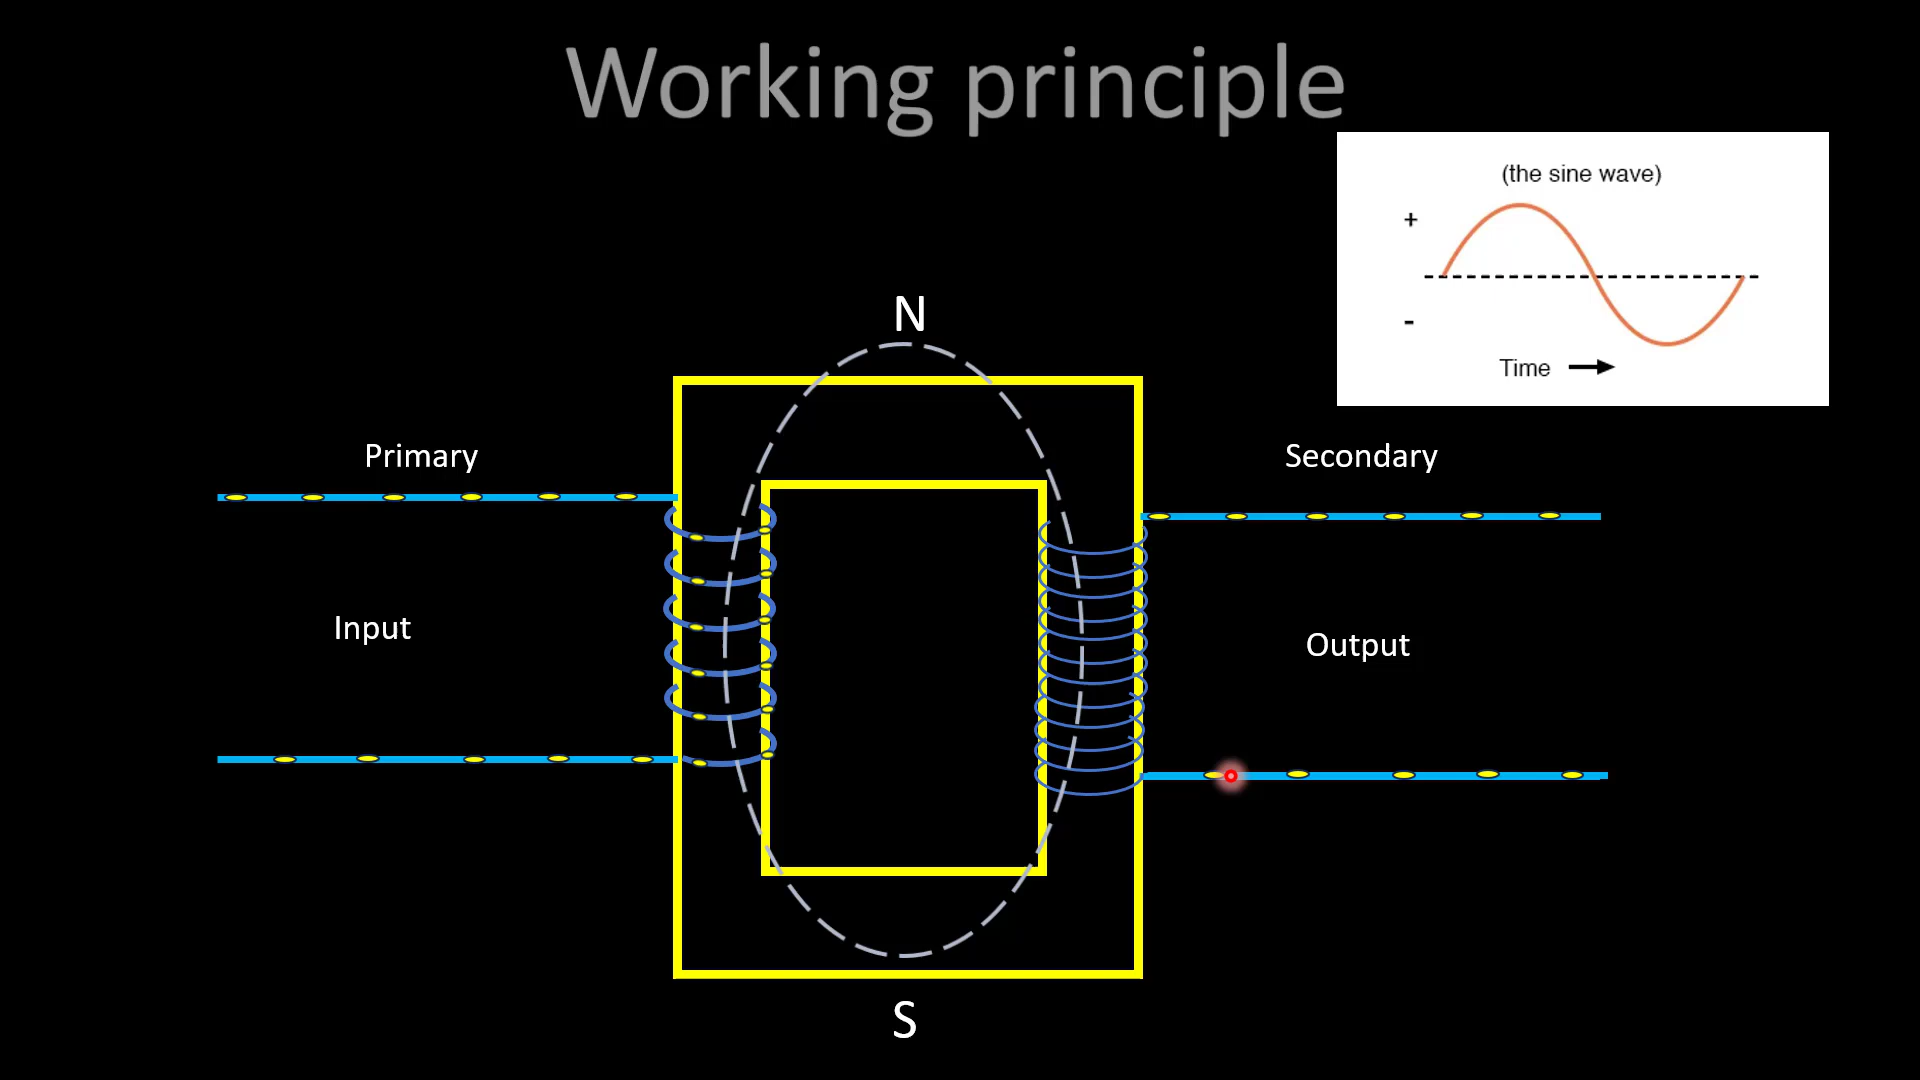 Working principle
(the sine wave)
+
-
Time
N
Primary
Secondary
Input
Output
S